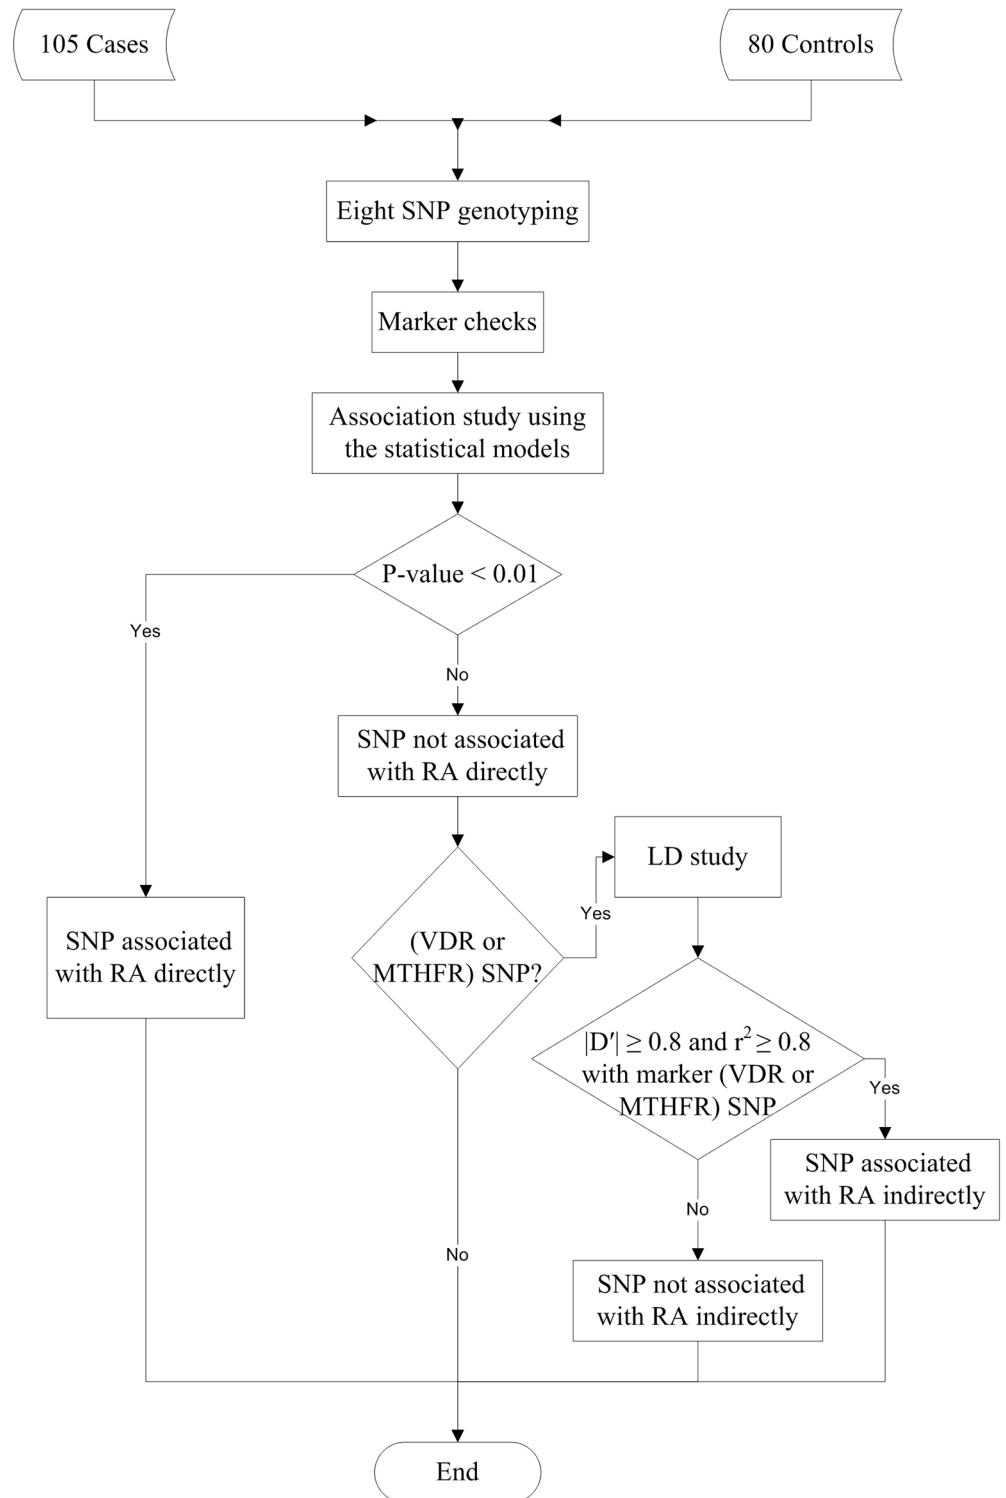 105 Cases
80 Controls
Eight SNP genotyping
Marker checks
Association study using
the statistical models
P-value < 0.01
Yes
No
SNP not associated
with RA directly
LD study
Yes
SNP associated
with RA directly
(VDR or
MTHFR) SNP?
|D′| ≥ 0.8 and r² ≥ 0.8
with marker (VDR or
MTHFR) SNP
Yes
SNP associated
with RA indirectly
No
No
SNP not associated
with RA indirectly
End